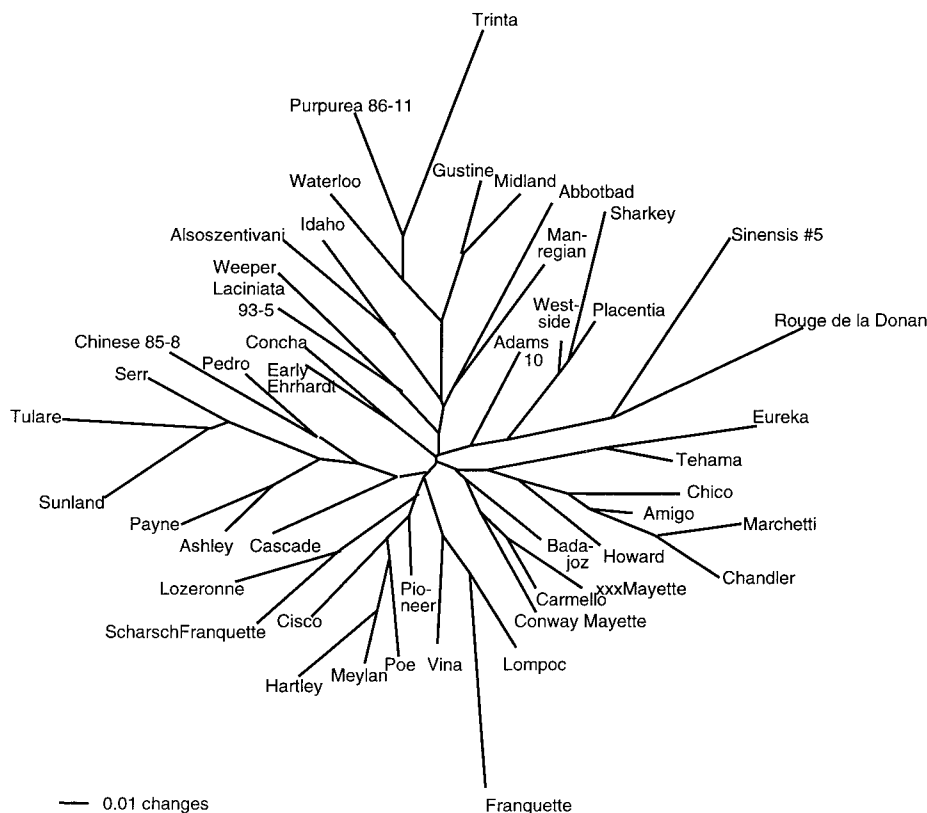 Trinta
Purpurea 86-11
Gustine
Midland
Waterloo
Abbotbad
Sharkey
Idaho
Alsoszentivani
Man-
regian
Sinensis #5
Weeper
Laciniata
93-5
West-
side
Placentia
Rouge de la Donan
Chinese 85-8
Concha
Adams
10
Pedro
Early
Ehrhardt
Serr
Tulare
Eureka
Tehama
Sunland
Chico
Amigo
Payne
Marchetti
Ashley
Cascade
Bada-
joz
Howard
Chandler
Lozeronne
Pio-
neer
xxxMayette
Carmello
Cisco
Conway Mayette
ScharschFranquette
Hartley
Meylan
Poe
Vina
Lompoc
0.01 changes
Franquette